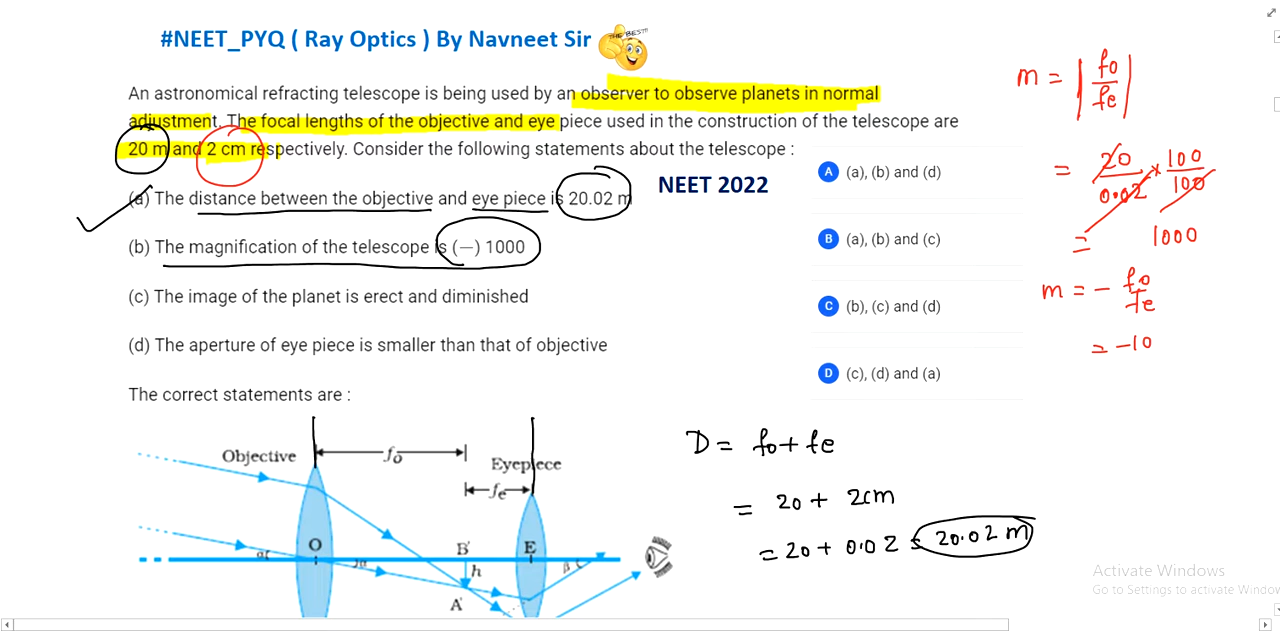 #NEET_PYQ ( Ray Optics ) By Navneet Sir
THE BEST!!
An astronomical refracting telescope is being used by an observer to observe planets in normal
adjustment. The focal lengths of the objective and eye piece used in the construction of the telescope are
20 m and 2 cm respectively. Consider the following statements about the telescope :
(a) The distance between the objective and eye piece is 20.02 m
NEET 2022
(b) The magnification of the telescope is (−) 1000
(c) The image of the planet is erect and diminished
(d) The aperture of eye piece is smaller than that of objective
The correct statements are :
A (a), (b) and (d)
B (a), (b) and (c)
C (b), (c) and (d)
D (c), (d) and (a)
m = |fo/fe|
= 20/0.02 × 100/100
= 1000
m = - fo/fe
= -10
Objective
fo
Eyepiece
fe
O
B'
E
α
α
h
β
A'
D = fo + fe
= 20 + 2cm
= 20 + 0.02 = 20.02 m
Activate Windows
Go to Settings to activate Window